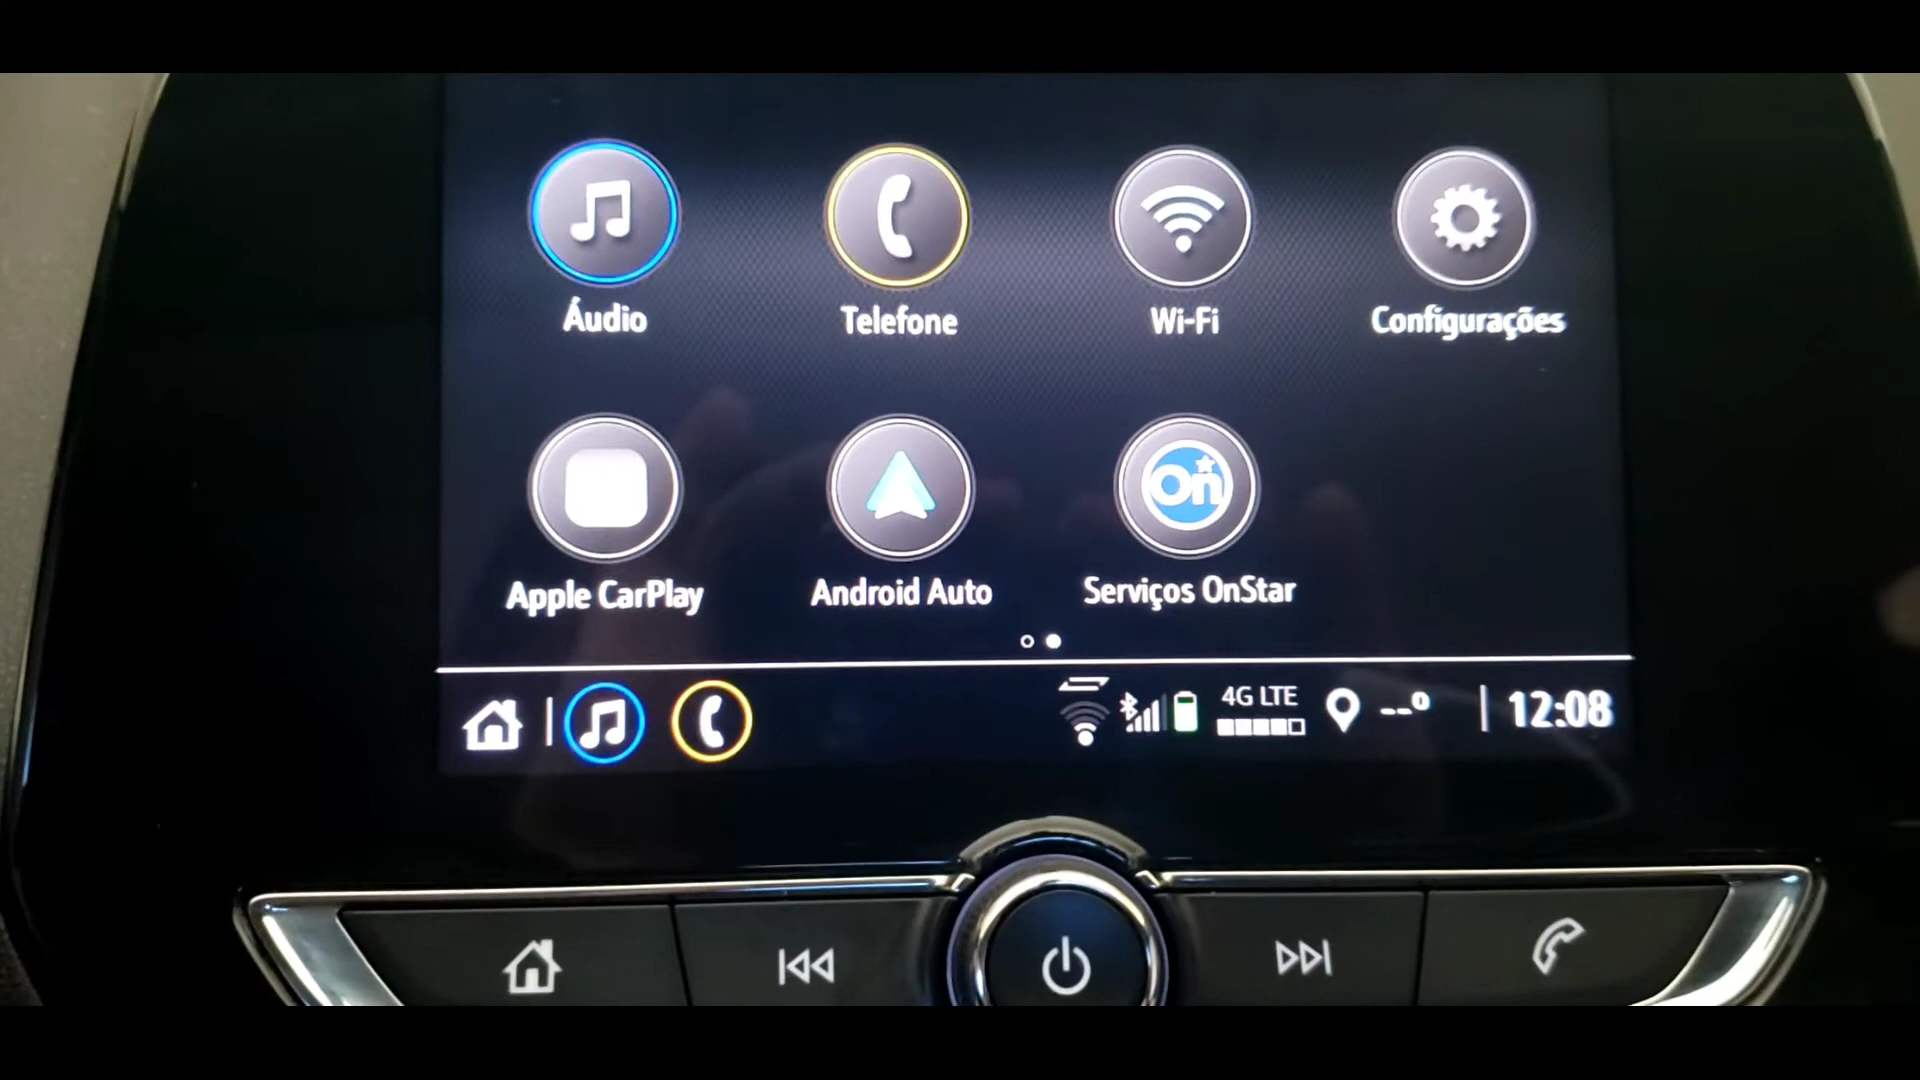 Áudio Telefone Wi-Fi Configurações
On
Apple CarPlay Android Auto Serviços OnStar
4G LTE
--° 12:08